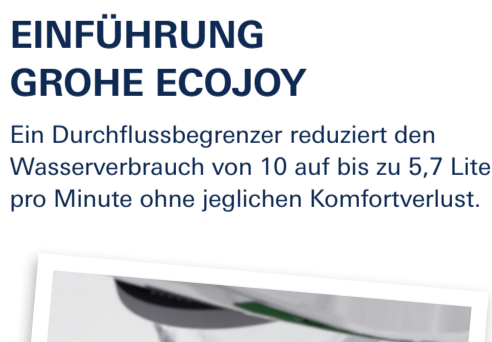 EINFÜHRUNG
GROHE ECOJOY
Ein Durchflussbegrenzer reduziert den
Wasserverbrauch von 10 auf bis zu 5,7 Lite
pro Minute ohne jeglichen Komfortverlust.